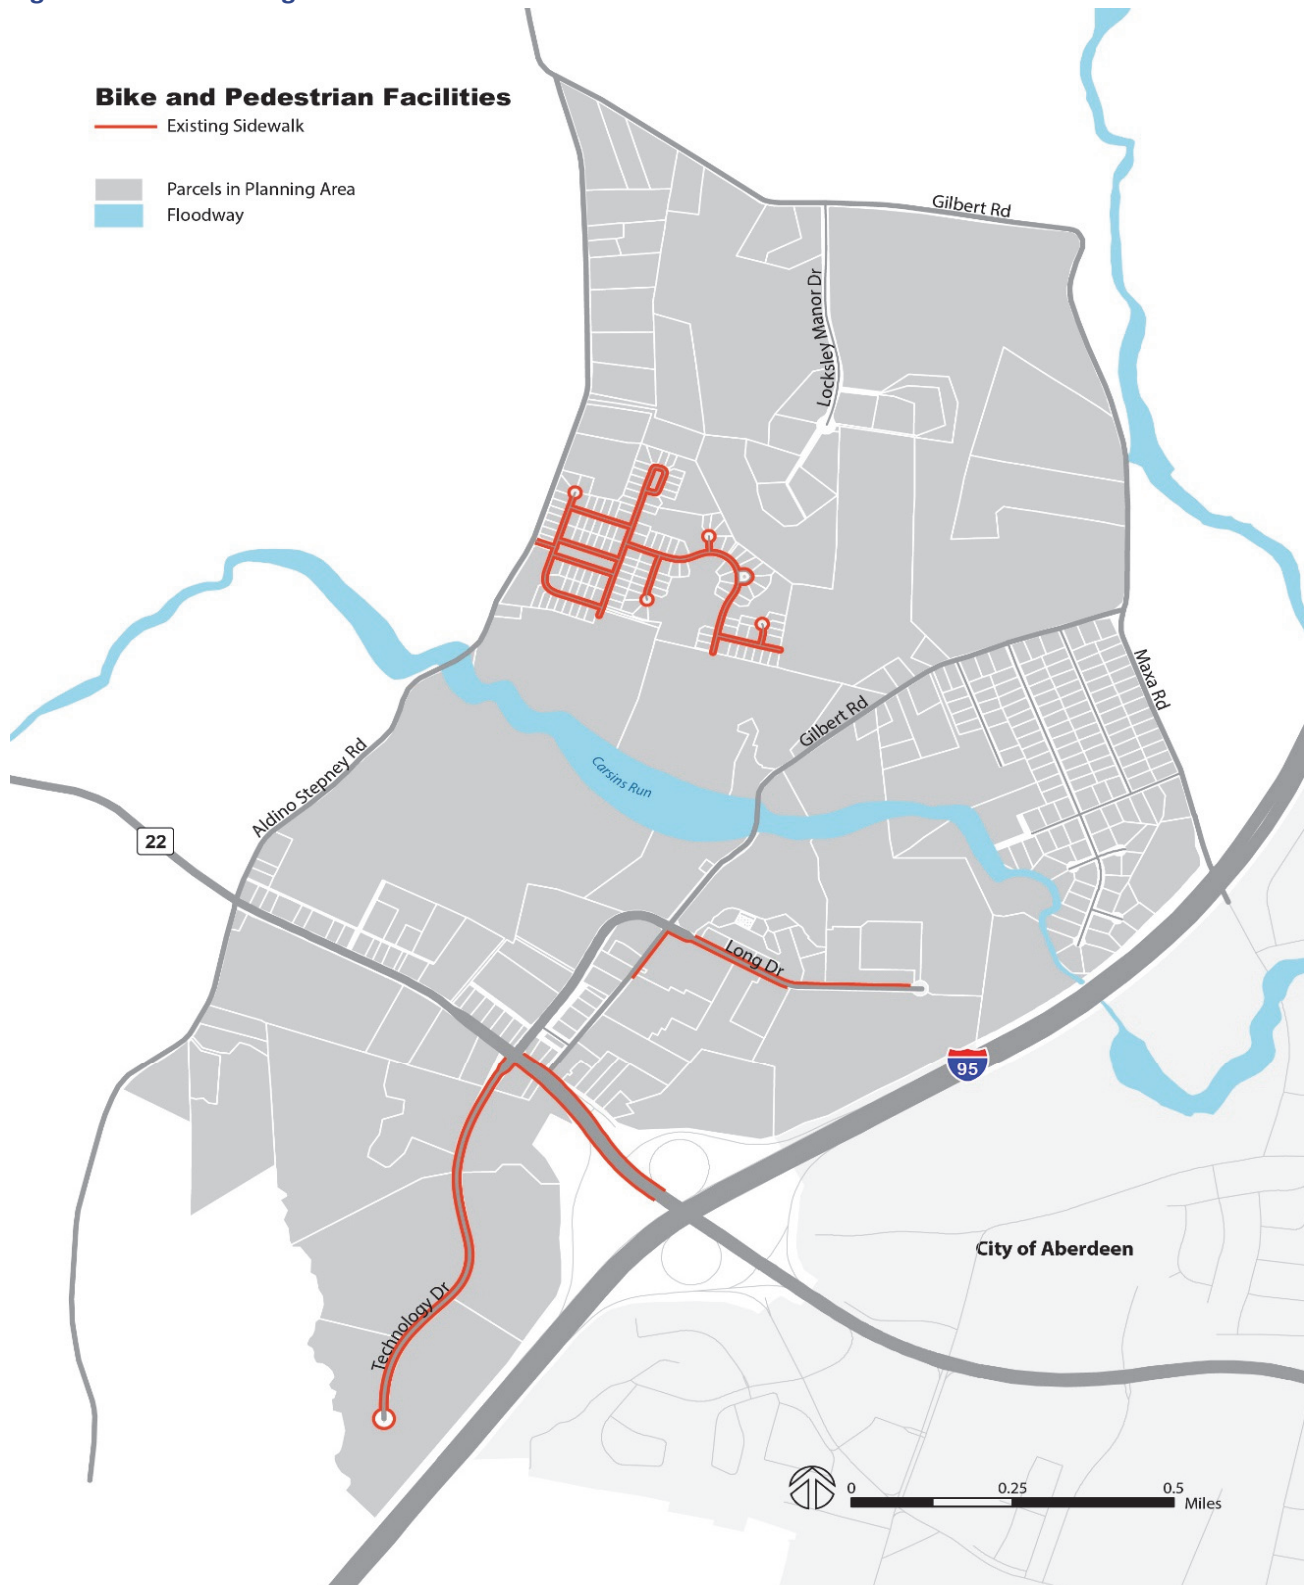 Bike and Pedestrian Facilities
Existing Sidewalk
Parcels in Planning Area
Floodway
Gilbert Rd
Locksley Manor Dr
Maxa Rd
Gilbert Rd
Carsins Run
Aldino Stepney Rd
22
Long Dr
95
City of Aberdeen
Technology Dr
0 0.25 0.5
Miles